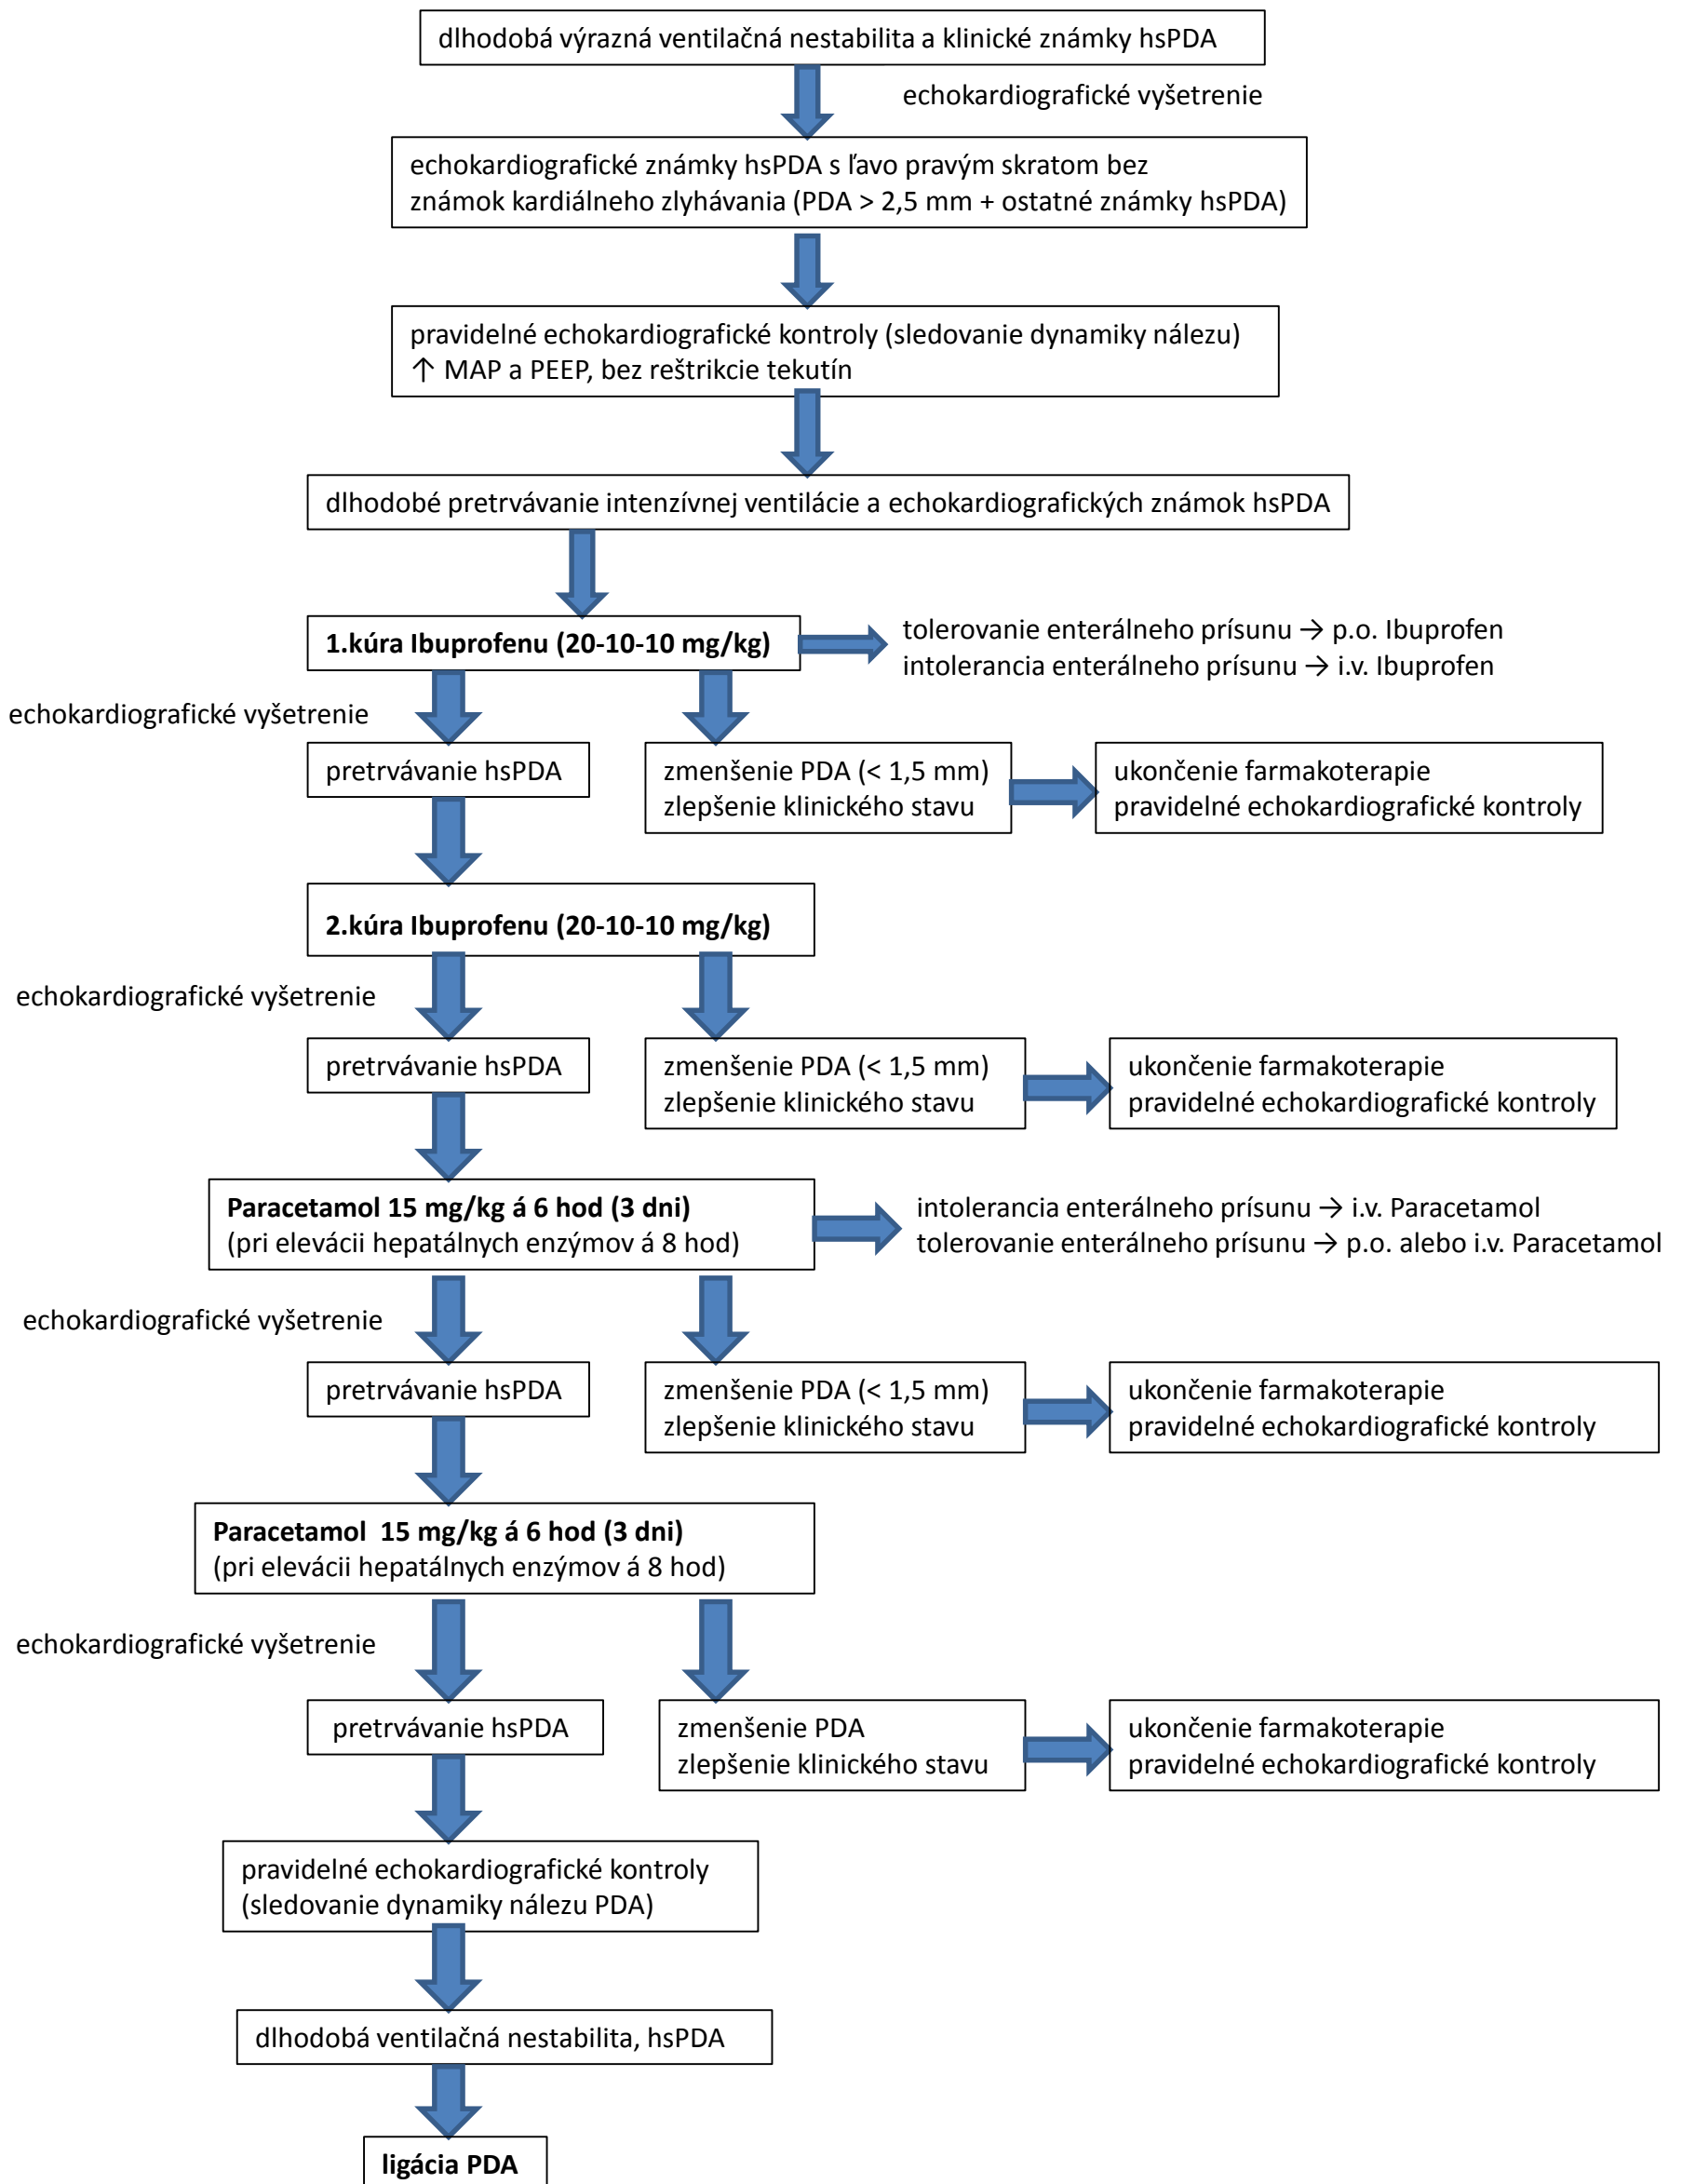 dlhodobá výrazná ventilačná nestabilita a klinické známky hsPDA
echokardiografické vyšetrenie
echokardiografické známky hsPDA s ľavo pravým skratom bez
známok kardiálneho zlyhávania (PDA > 2,5 mm + ostatné známky hsPDA)
pravidelné echokardiografické kontroly (sledovanie dynamiky nálezu)
↑ MAP a PEEP, bez reštrikcie tekutín
dlhodobé pretrvávanie intenzívnej ventilácie a echokardiografických známok hsPDA
1.kúra Ibuprofenu (20-10-10 mg/kg)
tolerovanie enterálneho prísunu → p.o. Ibuprofen
intolerancia enterálneho prísunu → i.v. Ibuprofen
echokardiografické vyšetrenie
pretrvávanie hsPDA
zmenšenie PDA (< 1,5 mm)
zlepšenie klinického stavu
ukončenie farmakoterapie
pravidelné echokardiografické kontroly
2.kúra Ibuprofenu (20-10-10 mg/kg)
echokardiografické vyšetrenie
pretrvávanie hsPDA
zmenšenie PDA (< 1,5 mm)
zlepšenie klinického stavu
ukončenie farmakoterapie
pravidelné echokardiografické kontroly
Paracetamol 15 mg/kg á 6 hod (3 dni)
(pri elevácii hepatálnych enzýmov á 8 hod)
intolerancia enterálneho prísunu → i.v. Paracetamol
tolerovanie enterálneho prísunu → p.o. alebo i.v. Paracetamol
echokardiografické vyšetrenie
pretrvávanie hsPDA
zmenšenie PDA (< 1,5 mm)
zlepšenie klinického stavu
ukončenie farmakoterapie
pravidelné echokardiografické kontroly
Paracetamol 15 mg/kg á 6 hod (3 dni)
(pri elevácii hepatálnych enzýmov á 8 hod)
echokardiografické vyšetrenie
pretrvávanie hsPDA
zmenšenie PDA
zlepšenie klinického stavu
ukončenie farmakoterapie
pravidelné echokardiografické kontroly
pravidelné echokardiografické kontroly
(sledovanie dynamiky nálezu PDA)
dlhodobá ventilačná nestabilita, hsPDA
ligácia PDA